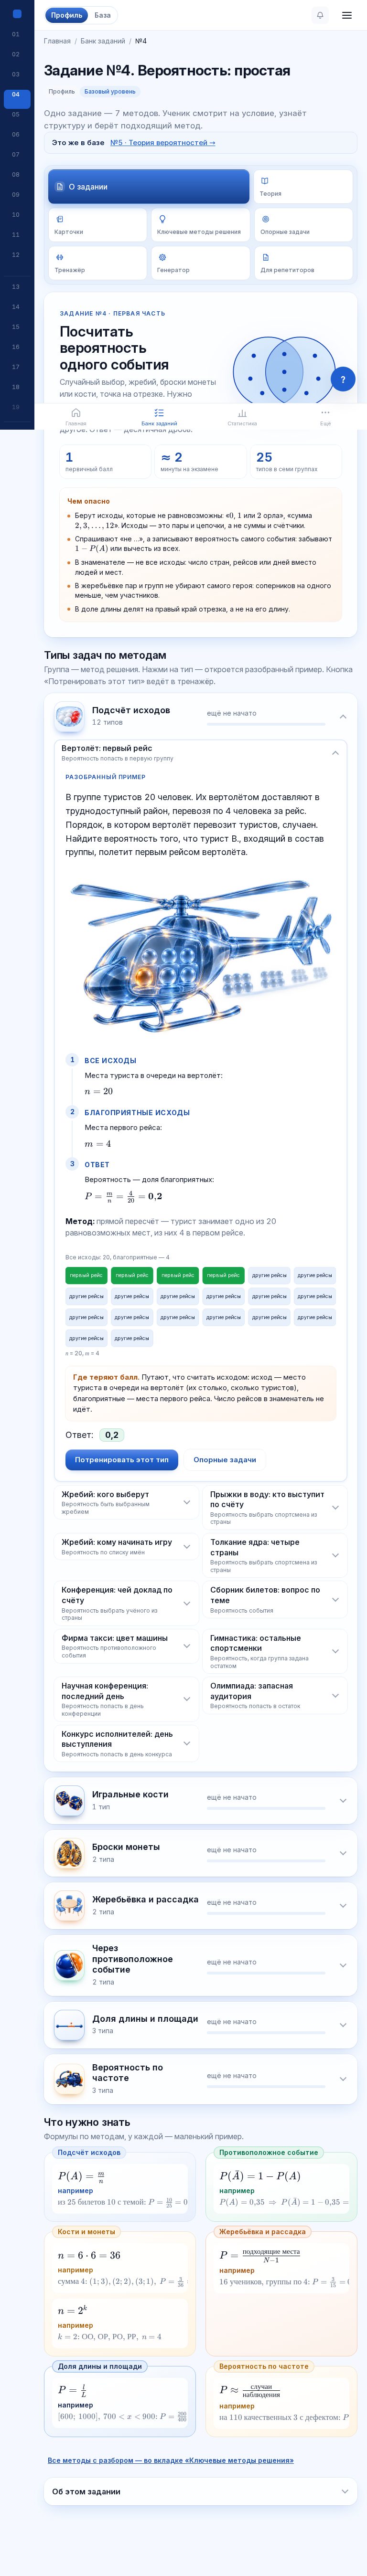 Профиль
База
01
02
03
04
05
06
07
08
09
10
11
12
13
14
15
16
17
18
19
Главная / Банк заданий / №4
Задание №4. Вероятность: простая
Профиль
Базовый уровень
Одно задание — 7 методов. Ученик смотрит на условие, узнаёт
структуру и берёт подходящий метод.
Это же в базе №5 · Теория вероятностей →
О задании
Теория
Карточки
Ключевые методы решения
Опорные задачи
Тренажёр
Генератор
Для репетиторов
ЗАДАНИЕ №4 · ПЕРВАЯ ЧАСТЬ
Посчитать
вероятность
одного события
Случайный выбор, жребий, броски монеты
или кости, точка на отрезке. Нужно
?
Главная
Банк заданий
Статистика
Ещё
1
первичный балл
≈ 2
минуты на экзамене
25
типов в семи группах
Чем опасно
Берут исходы, которые не равновозможны: «0, 1 или 2 орла», «сумма
2, 3, . . . , 12». Исходы — это пары и цепочки, а не суммы и счётчики.
Спрашивают «не …», а записывают вероятность самого события: забывают
1 − P(A) или вычесть из всех.
В знаменателе — не все исходы: число стран, рейсов или дней вместо
людей и мест.
В жеребьёвке пар и групп не убирают самого героя: соперников на одного
меньше, чем участников.
В доле длины делят на правый край отрезка, а не на его длину.
Типы задач по методам
Группа — метод решения. Нажми на тип — откроется разобранный пример. Кнопка
«Потренировать этот тип» ведёт в тренажёр.
Подсчёт исходов
12 типов
ещё не начато
Вертолёт: первый рейс
Вероятность попасть в первую группу
РАЗОБРАННЫЙ ПРИМЕР
В группе туристов 20 человек. Их вертолётом доставляют в
труднодоступный район, перевозя по 4 человека за рейс.
Порядок, в котором вертолёт перевозит туристов, случаен.
Найдите вероятность того, что турист В., входящий в состав
группы, полетит первым рейсом вертолёта.
1 ВСЕ ИСХОДЫ
Места туриста в очереди на вертолёт:
n = 20
2 БЛАГОПРИЯТНЫЕ ИСХОДЫ
Места первого рейса:
m = 4
3 ОТВЕТ
Вероятность — доля благоприятных:
P = m/n = 4/20 = 0,2
Метод: прямой пересчёт — турист занимает одно из 20
равновозможных мест, из них 4 в первом рейсе.
Все исходы: 20, благоприятные — 4
первый рейс первый рейс первый рейс первый рейс другие рейсы другие рейсы
другие рейсы другие рейсы другие рейсы другие рейсы другие рейсы другие рейсы
другие рейсы другие рейсы другие рейсы другие рейсы другие рейсы другие рейсы
другие рейсы другие рейсы
n = 20, m = 4
Где теряют балл. Путают, что считать исходом: исход — место
туриста в очереди на вертолёт (их столько, сколько туристов),
благоприятные — места первого рейса. Число рейсов в знаменатель не
идёт.
Ответ: 0,2
Потренировать этот тип
Опорные задачи
Жребий: кого выберут
Вероятность быть выбранным
жребием
Прыжки в воду: кто выступит
по счёту
Вероятность выбрать спортсмена из
страны
Жребий: кому начинать игру
Вероятность по списку имён
Толкание ядра: четыре
страны
Вероятность выбрать спортсмена из
страны
Конференция: чей доклад по
счёту
Вероятность выбрать учёного из
страны
Сборник билетов: вопрос по
теме
Вероятность события
Фирма такси: цвет машины
Вероятность противоположного
события
Гимнастика: остальные
спортсменки
Вероятность, когда группа задана
остатком
Научная конференция:
последний день
Вероятность попасть в день
конференции
Олимпиада: запасная
аудитория
Вероятность попасть в остаток
Конкурс исполнителей: день
выступления
Вероятность попасть в день конкурса
Игральные кости
1 тип
ещё не начато
Броски монеты
2 типа
ещё не начато
Жеребьёвка и рассадка
2 типа
ещё не начато
Через
противоположное
событие
2 типа
ещё не начато
Доля длины и площади
3 типа
ещё не начато
Вероятность по
частоте
3 типа
ещё не начато
Что нужно знать
Формулы по методам, у каждой — маленький пример.
Подсчёт исходов
P(A) = m/n
например
из 25 билетов 10 с темой: P = 10/25 = 0
Противоположное событие
P(Ā) = 1 − P(A)
например
P(A) = 0,35 ⇒ P(Ā) = 1 − 0,35 =
Кости и монеты
n = 6 · 6 = 36
например
сумма 4: (1; 3), (2; 2), (3; 1), P = 3/36
n = 2^k
например
k = 2: ОО, ОР, РО, РР, n = 4
Жеребьёвка и рассадка
P = подходящие места/N−1
например
16 учеников, группы по 4: P = 3/15 = 0
Доля длины и площади
P = l/L
например
[600; 1000], 700 < x < 900: P = 200/400
Вероятность по частоте
P ≈ случаи/наблюдения
например
на 110 качественных 3 с дефектом: P
Все методы с разбором — во вкладке «Ключевые методы решения»
Об этом задании